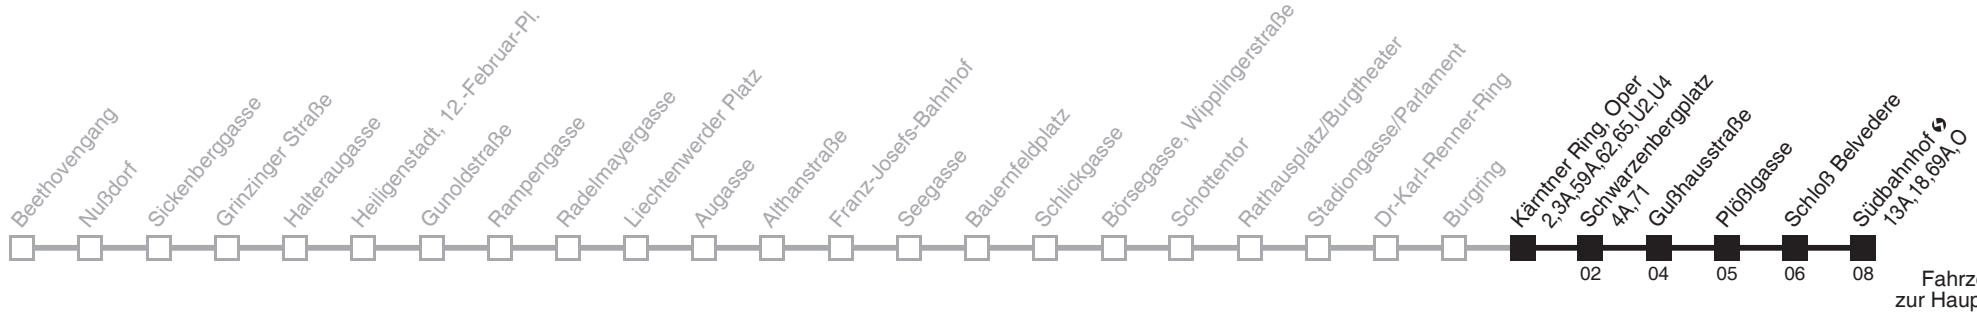 Beethovengang
Nußdorf
Sickenberggasse
Grinzinger Straße
Halteraugasse
Heiligenstadt, 12.-Februar-Pl.
Gunoldstraße
Rampengasse
Radelmayergasse
Liechtenwerder Platz
Augasse
Althanstraße
Franz-Josefs-Bahnhof
Seegasse
Bauernfeldplatz
Schlickgasse
Börsegasse, Wipplingerstraße
Schottentor
Rathausplatz/Burgtheater
Stadiongasse/Parlament
Dr-Karl-Renner-Ring
Burgring
Kärntner Ring, Oper
2,3A,59A,62,65,U2,U4
Schwarzenbergplatz
4A,71
Gußhausstraße
Plößlgasse
Schloß Belvedere
Südbahnhof
13A,18,69A,O
02 04 05 06 08
Fahrze
zur Haup